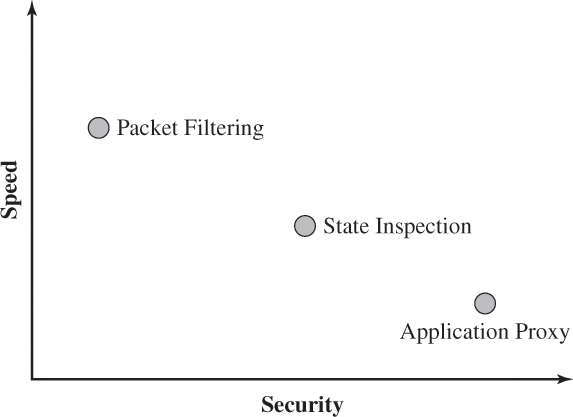 Speed
Packet Filtering
State Inspection
Application Proxy
Security